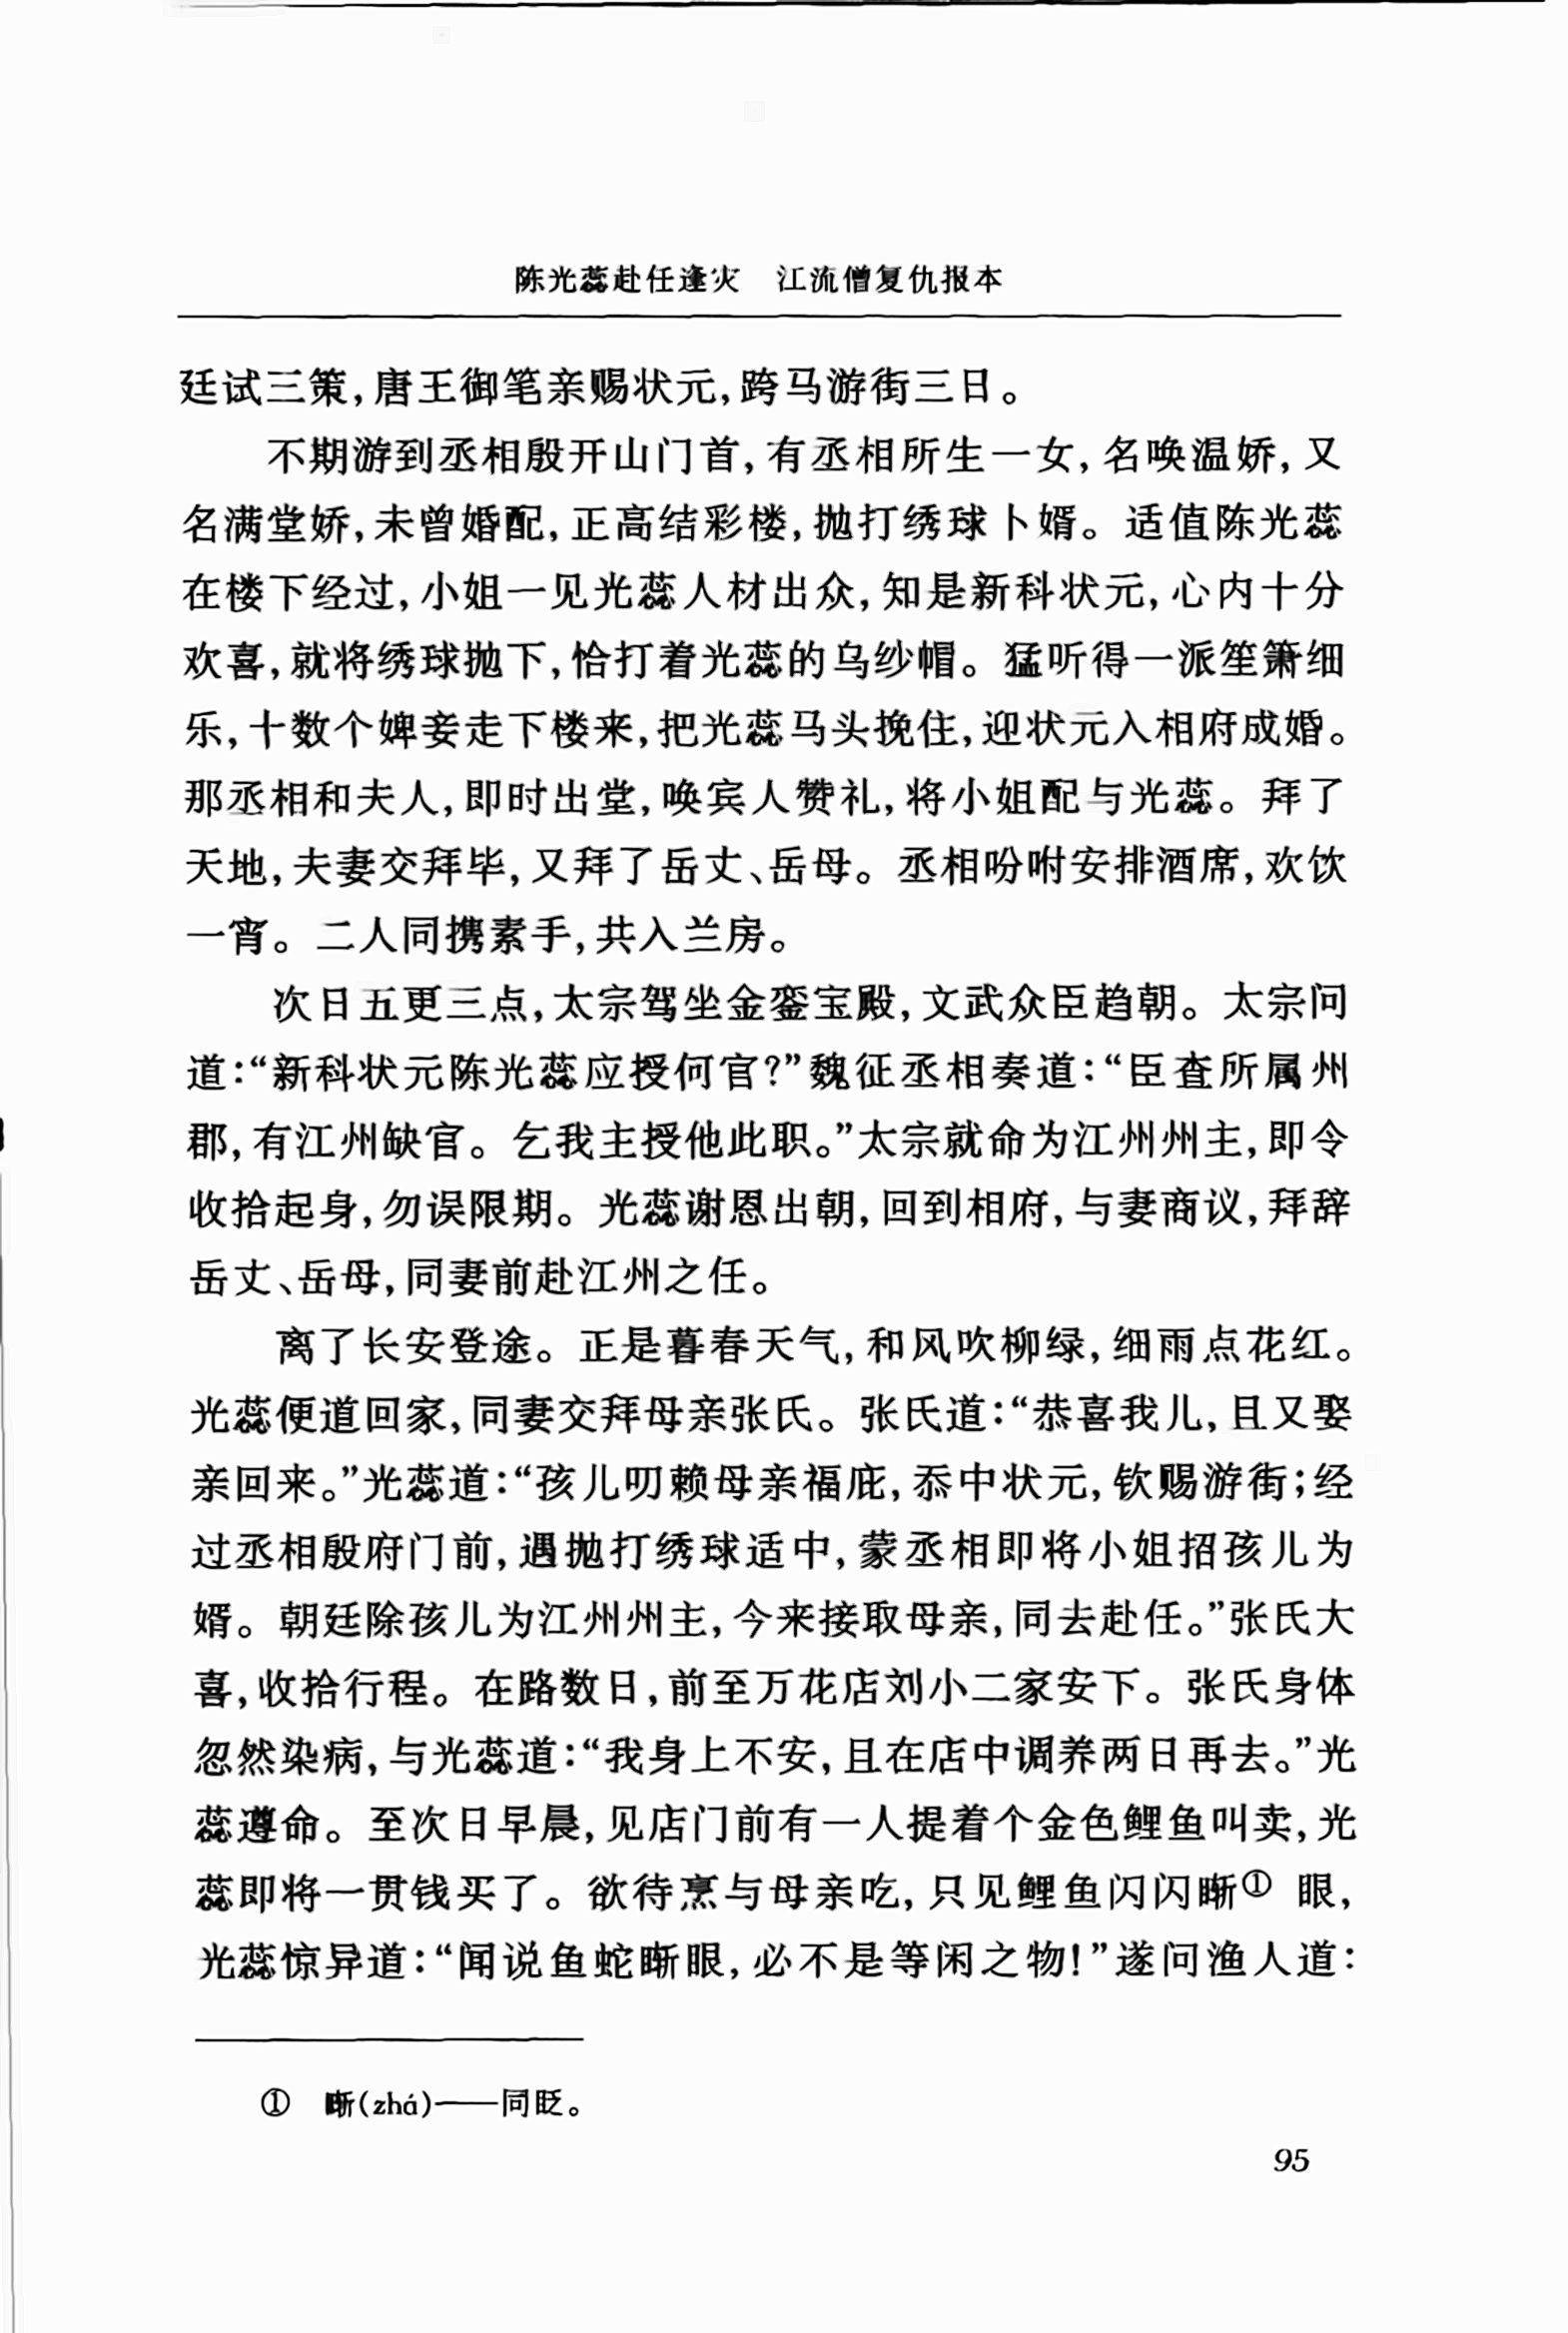 陈光蕊赴任逢灾　江流僧复仇报本
廷试三策,唐王御笔亲赐状元,跨马游街三日。
不期游到丞相殷开山门首,有丞相所生一女,名唤温娇,又
名满堂娇,未曾婚配,正高结彩楼,抛打绣球卜婿。适值陈光蕊
在楼下经过,小姐一见光蕊人材出众,知是新科状元,心内十分
欢喜,就将绣球抛下,恰打着光蕊的乌纱帽。猛听得一派笙箫细
乐,十数个婢妾走下楼来,把光蕊马头挽住,迎状元入相府成婚。
那丞相和夫人,即时出堂,唤宾人赞礼,将小姐配与光蕊。拜了
天地,夫妻交拜毕,又拜了岳丈、岳母。丞相吩咐安排酒席,欢饮
一宵。二人同携素手,共入兰房。
次日五更三点,太宗驾坐金銮宝殿,文武众臣趋朝。太宗问
道:“新科状元陈光蕊应授何官?”魏征丞相奏道:“臣查所属州
郡,有江州缺官。乞我主授他此职。”太宗就命为江州州主,即令
收拾起身,勿误限期。光蕊谢恩出朝,回到相府,与妻商议,拜辞
岳丈、岳母,同妻前赴江州之任。
离了长安登途。正是暮春天气,和风吹柳绿,细雨点花红。
光蕊便道回家,同妻交拜母亲张氏。张氏道:“恭喜我儿,且又娶
亲回来。”光蕊道:“孩儿叨赖母亲福庇,忝中状元,钦赐游街;经
过丞相殷府门前,遇抛打绣球适中,蒙丞相即将小姐招孩儿为
婿。朝廷除孩儿为江州州主,今来接取母亲,同去赴任。”张氏大
喜,收拾行程。在路数日,前至万花店刘小二家安下。张氏身体
忽然染病,与光蕊道:“我身上不安,且在店中调养两日再去。”光
蕊遵命。至次日早晨,见店门前有一人提着个金色鲤鱼叫卖,光
蕊即将一贯钱买了。欲待烹与母亲吃,只见鲤鱼闪闪𣃁① 眼,
光蕊惊异道:“闻说鱼蛇𣃁眼,必不是等闲之物!”遂问渔人道:
① 𣃁(zhá)——同眨。
95